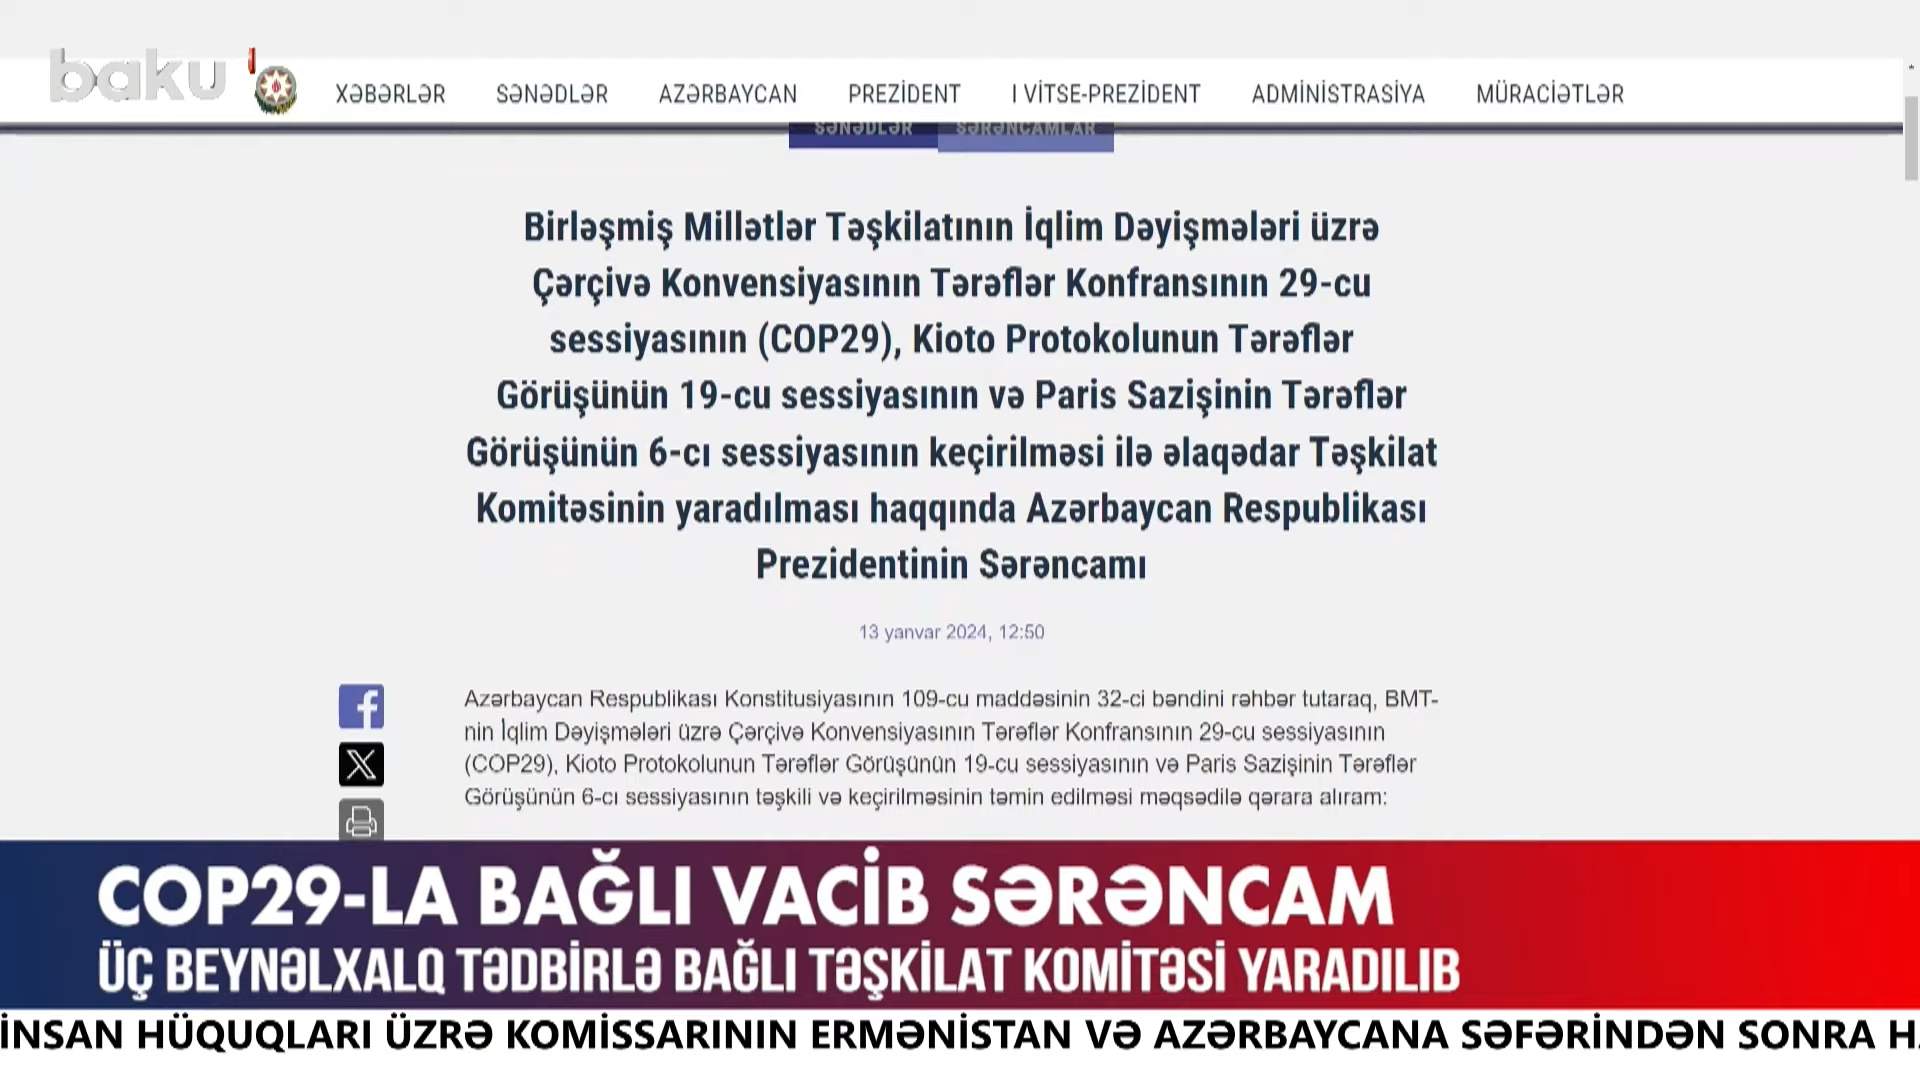 baku
XƏBƏRLƏR SƏNƏDLƏR AZƏRBAYCAN PREZİDENT I VİTSE-PREZİDENT ADMİNİSTRASİYA MÜRACİƏTLƏR
SƏNƏDLƏR SƏRƏNCAMLAR
Birləşmiş Millətlər Təşkilatının İqlim Dəyişmələri üzrə
Çərçivə Konvensiyasının Tərəflər Konfransının 29-cu
sessiyasının (COP29), Kioto Protokolunun Tərəflər
Görüşünün 19-cu sessiyasının və Paris Sazişinin Tərəflər
Görüşünün 6-cı sessiyasının keçirilməsi ilə əlaqədar Təşkilat
Komitəsinin yaradılması haqqında Azərbaycan Respublikası
Prezidentinin Sərəncamı
13 yanvar 2024, 12:50
Azərbaycan Respublikası Konstitusiyasının 109-cu maddəsinin 32-ci bəndini rəhbər tutaraq, BMT-
nin İqlim Dəyişmələri üzrə Çərçivə Konvensiyasının Tərəflər Konfransının 29-cu sessiyasının
(COP29), Kioto Protokolunun Tərəflər Görüşünün 19-cu sessiyasının və Paris Sazişinin Tərəflər
Görüşünün 6-cı sessiyasının təşkili və keçirilməsinin təmin edilməsi məqsədilə qərara alıram:
COP29-LA BAĞLI VACİB SƏRƏNCAM
ÜÇ BEYNƏLXALQ TƏDBİRLƏ BAĞLI TƏŞKİLAT KOMİTƏSİ YARADILIB
İNSAN HÜQUQLARI ÜZRƏ KOMİSSARININ ERMƏNİSTAN VƏ AZƏRBAYCANA SƏFƏRİNDƏN SONRA